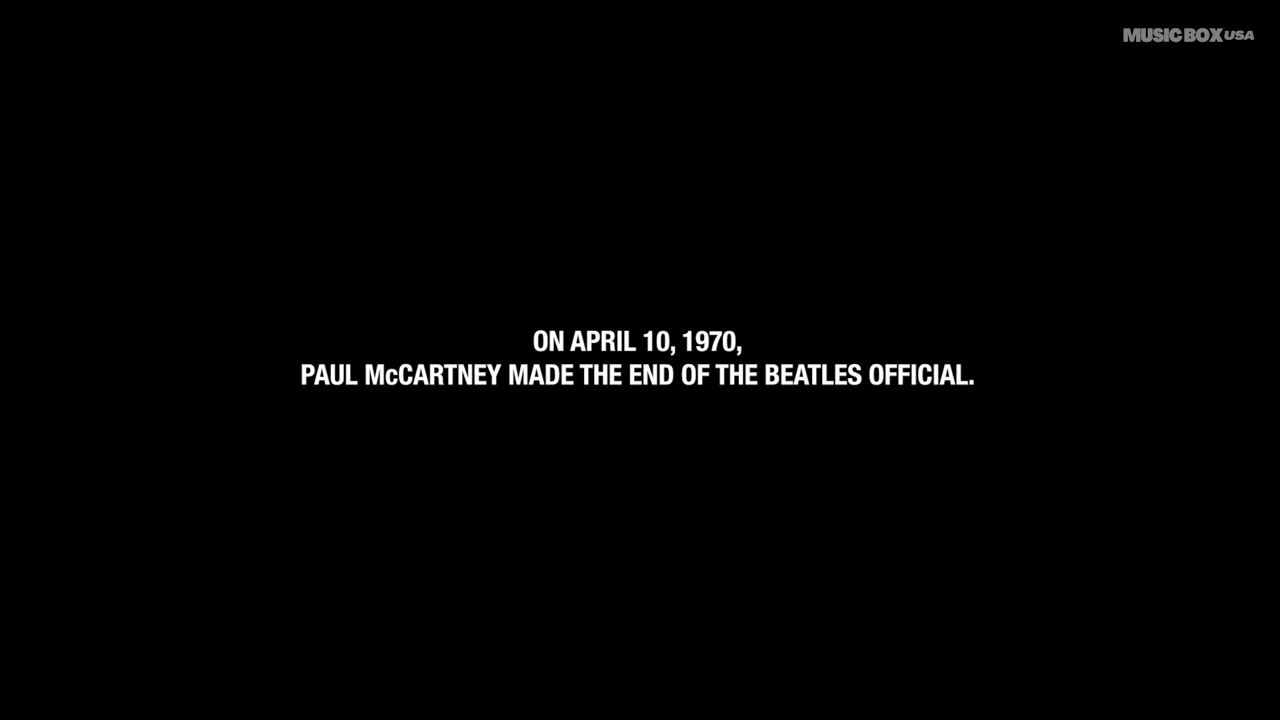 MUSIC BOX USA
ON APRIL 10, 1970,
PAUL McCARTNEY MADE THE END OF THE BEATLES OFFICIAL.